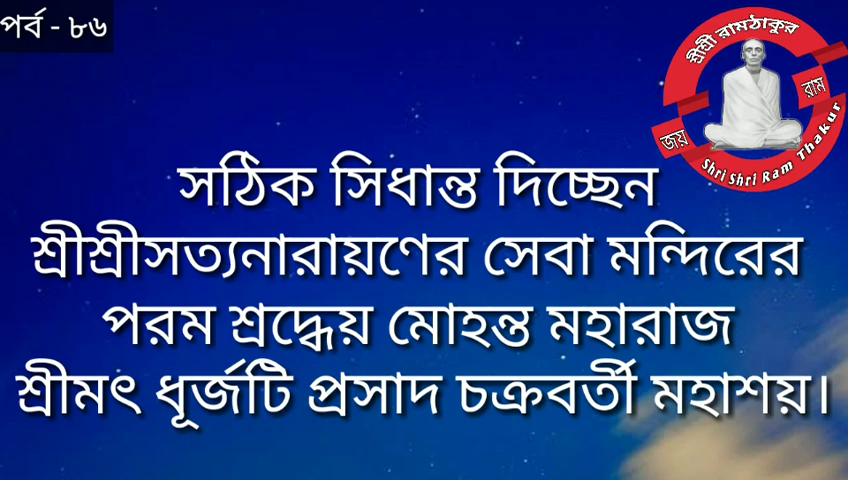 পর্ব - ৮৬
শ্রীশ্রী রামঠাকুর
জয়
রাম
Shri Shri Ram Thakur
সঠিক সিধান্ত দিচ্ছেন
শ্রীশ্রীসত্যনারায়ণের সেবা মন্দিরের
পরম শ্রদ্ধেয় মোহন্ত মহারাজ
শ্রীমৎ ধূর্জটি প্রসাদ চক্রবর্তী মহাশয়।